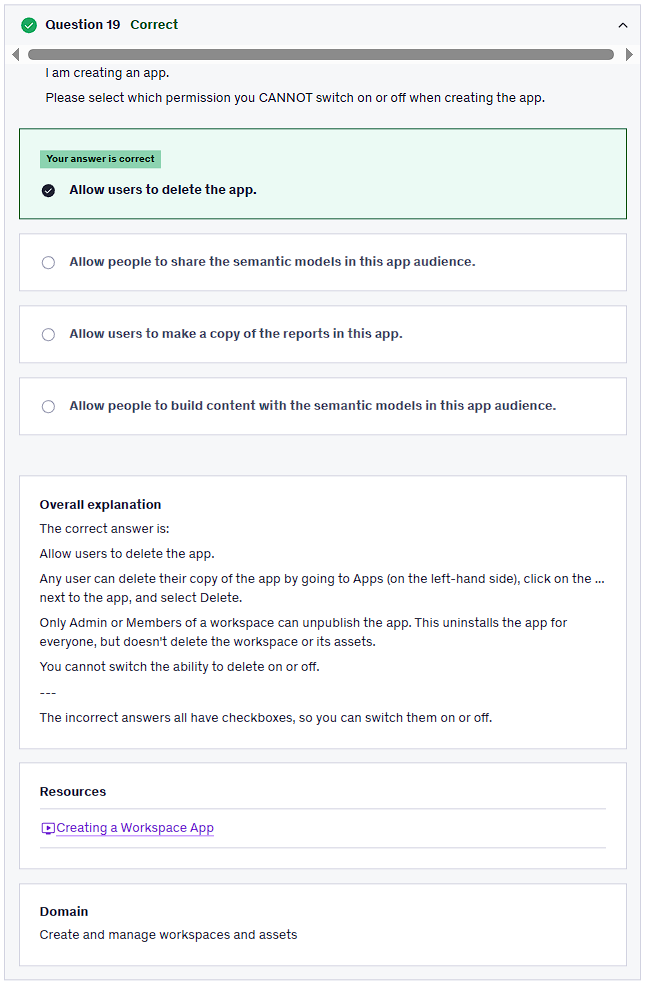 Question 19 Correct
I am creating an app.
Please select which permission you CANNOT switch on or off when creating the app.
Your answer is correct
Allow users to delete the app.
Allow people to share the semantic models in this app audience.
Allow users to make a copy of the reports in this app.
Allow people to build content with the semantic models in this app audience.
Overall explanation
The correct answer is:
Allow users to delete the app.
Any user can delete their copy of the app by going to Apps (on the left-hand side), click on the ...
next to the app, and select Delete.
Only Admin or Members of a workspace can unpublish the app. This uninstalls the app for
everyone, but doesn't delete the workspace or its assets.
You cannot switch the ability to delete on or off.
---
The incorrect answers all have checkboxes, so you can switch them on or off.
Resources
Creating a Workspace App
Domain
Create and manage workspaces and assets